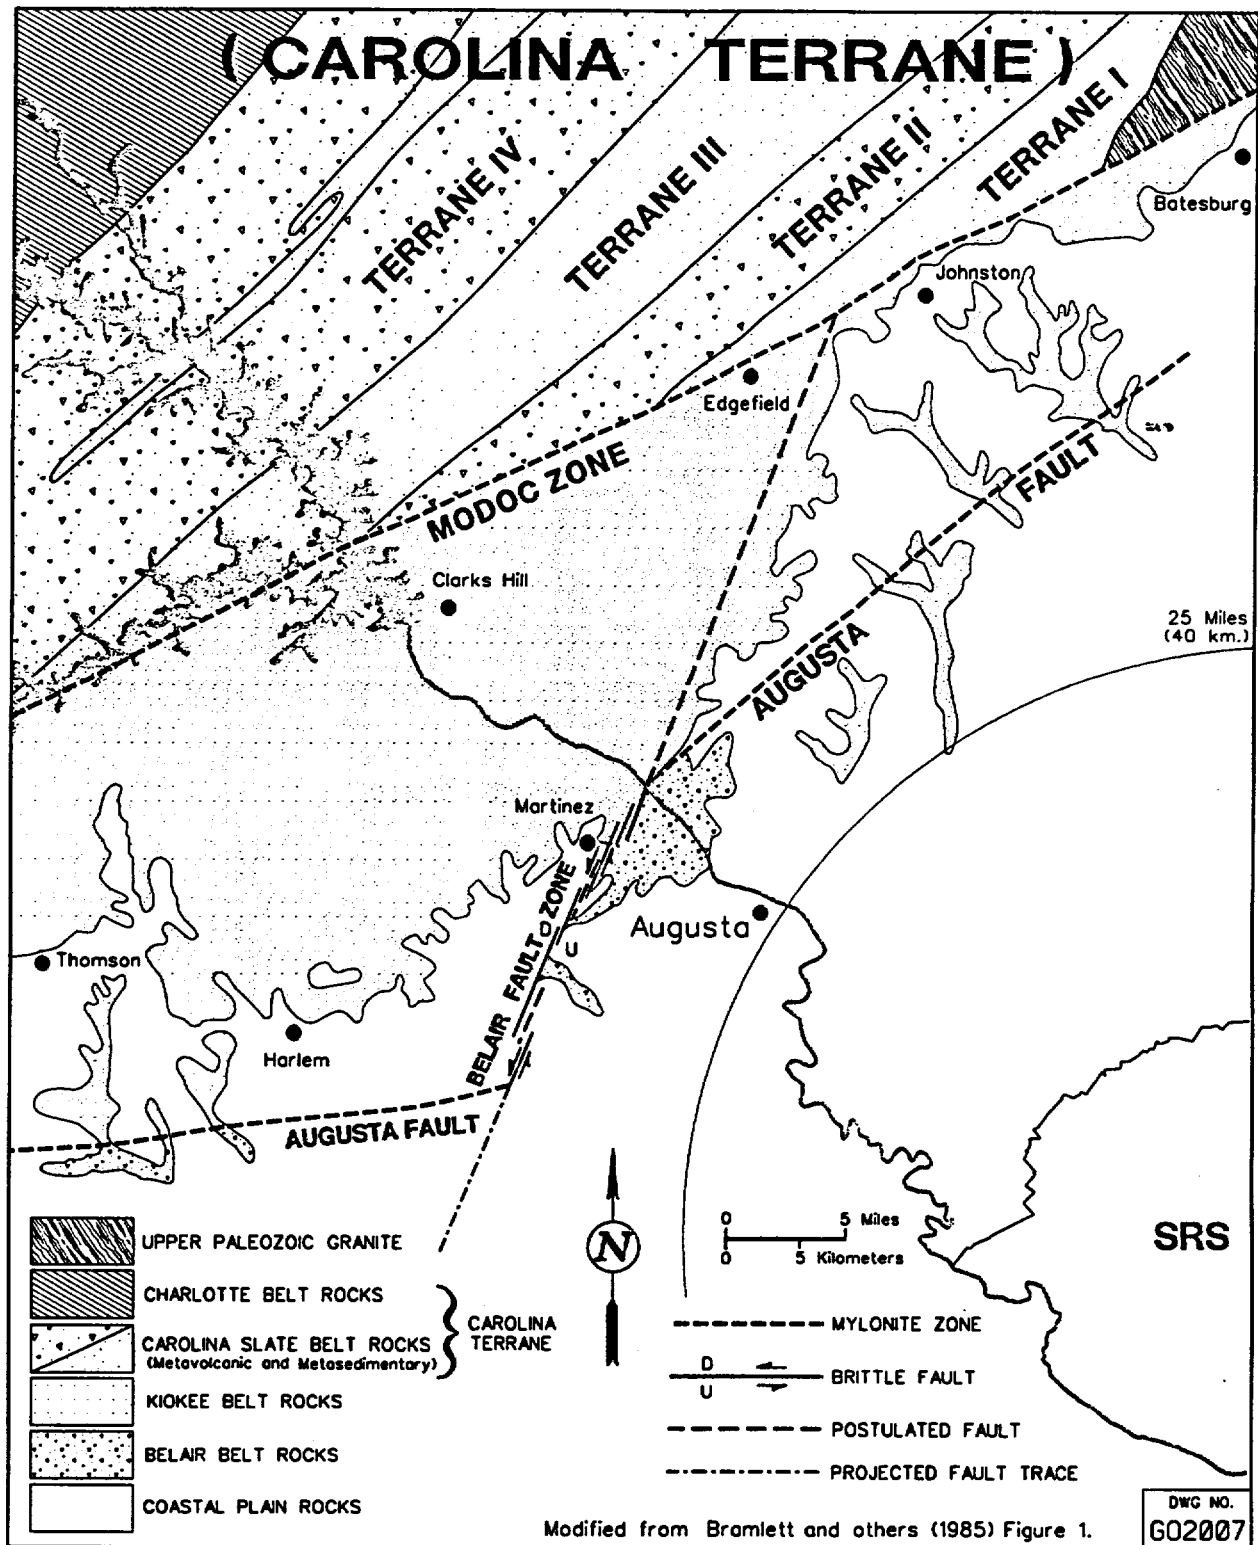 ( CAROLINA TERRANE )
TERRANE IV
TERRANE III
TERRANE II
TERRANE I
Batesburg
Johnston
Edgefield
MODOC ZONE
FAULT
Clarks Hill
25 Miles
(40 km.)
AUGUSTA
Martinez
BELAIR FAULT ZONE
D
U
Augusta
Thomson
Harlem
AUGUSTA FAULT
SRS
N
0 5 Miles
0 5 Kilometers
UPPER PALEOZOIC GRANITE
CHARLOTTE BELT ROCKS
CAROLINA SLATE BELT ROCKS
(Metavolcanic and Metasedimentary)
CAROLINA
TERRANE
KIOKEE BELT ROCKS
BELAIR BELT ROCKS
COASTAL PLAIN ROCKS
MYLONITE ZONE
D
U
BRITTLE FAULT
POSTULATED FAULT
PROJECTED FAULT TRACE
Modified from Bramlett and others (1985) Figure 1.
DWG NO.
GO2007